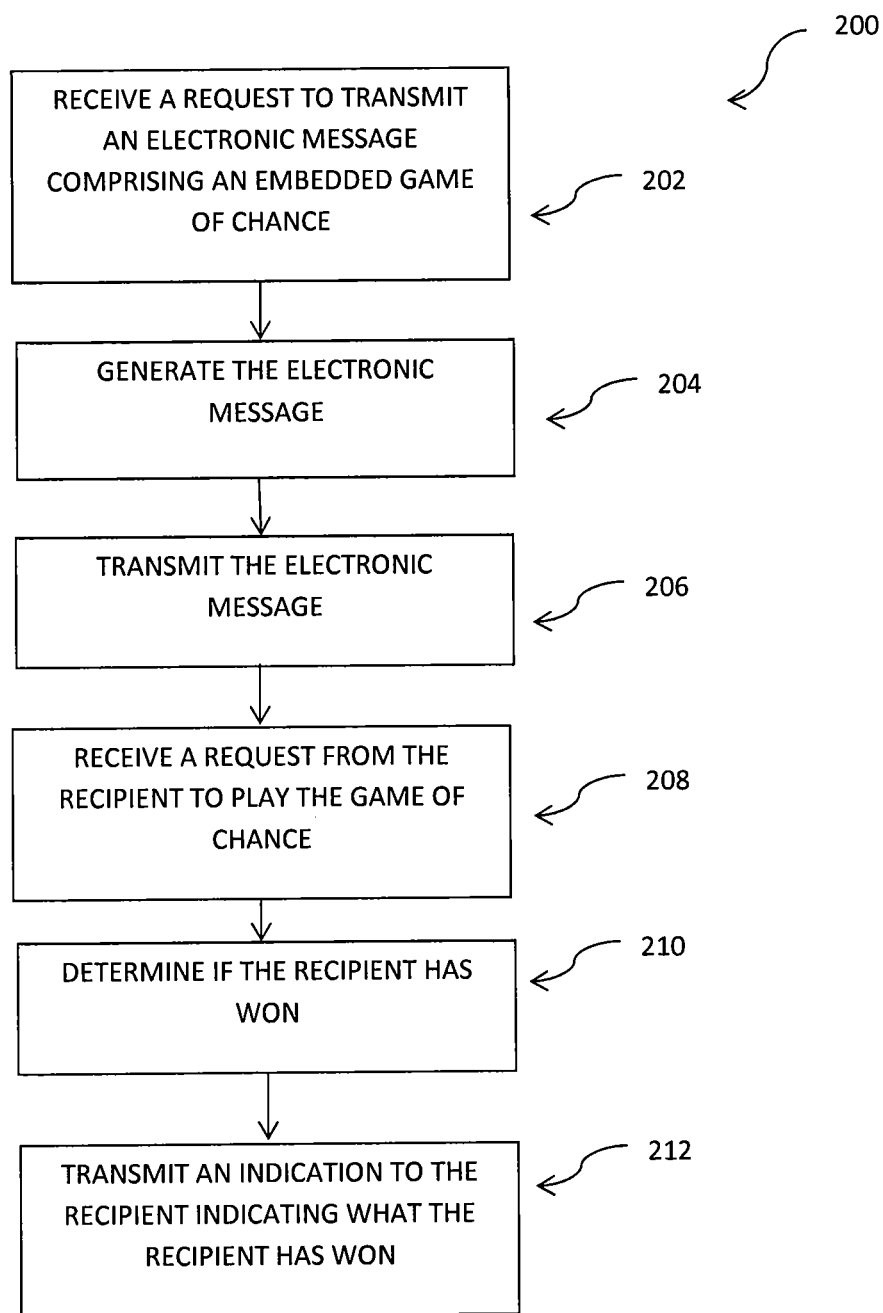 200
RECEIVE A REQUEST TO TRANSMIT
AN ELECTRONIC MESSAGE
COMPRISING AN EMBEDDED GAME
OF CHANCE
202
GENERATE THE ELECTRONIC
MESSAGE
204
TRANSMIT THE ELECTRONIC
MESSAGE
206
RECEIVE A REQUEST FROM THE
RECIPIENT TO PLAY THE GAME OF
CHANCE
208
DETERMINE IF THE RECIPIENT HAS
WON
210
TRANSMIT AN INDICATION TO THE
RECIPIENT INDICATING WHAT THE
RECIPIENT HAS WON
212